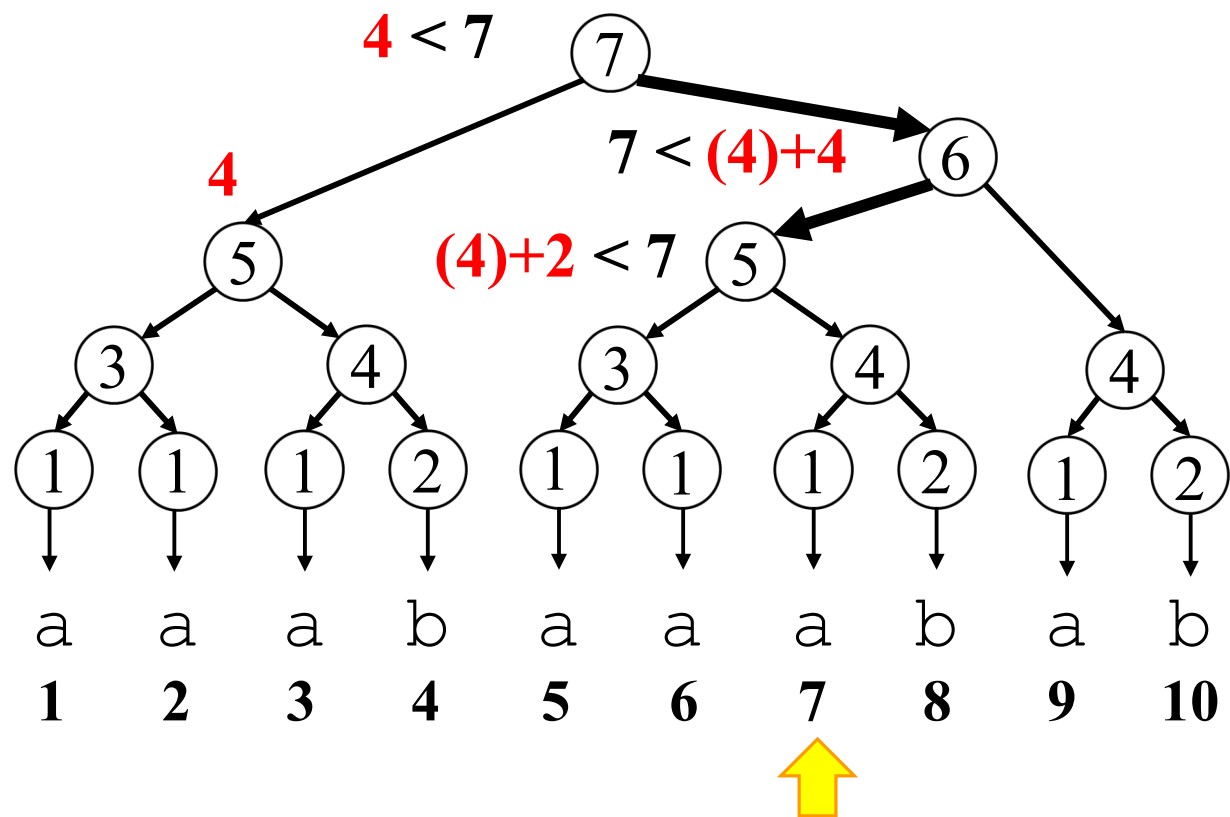 4 < 7 7
7 < (4)+4 6
4
(4)+2 < 7
5 5
3 4 3 4 4
1 1 1 2 1 1 1 2 1 2
a a a b a a a b a b
1 2 3 4 5 6 7 8 9 10